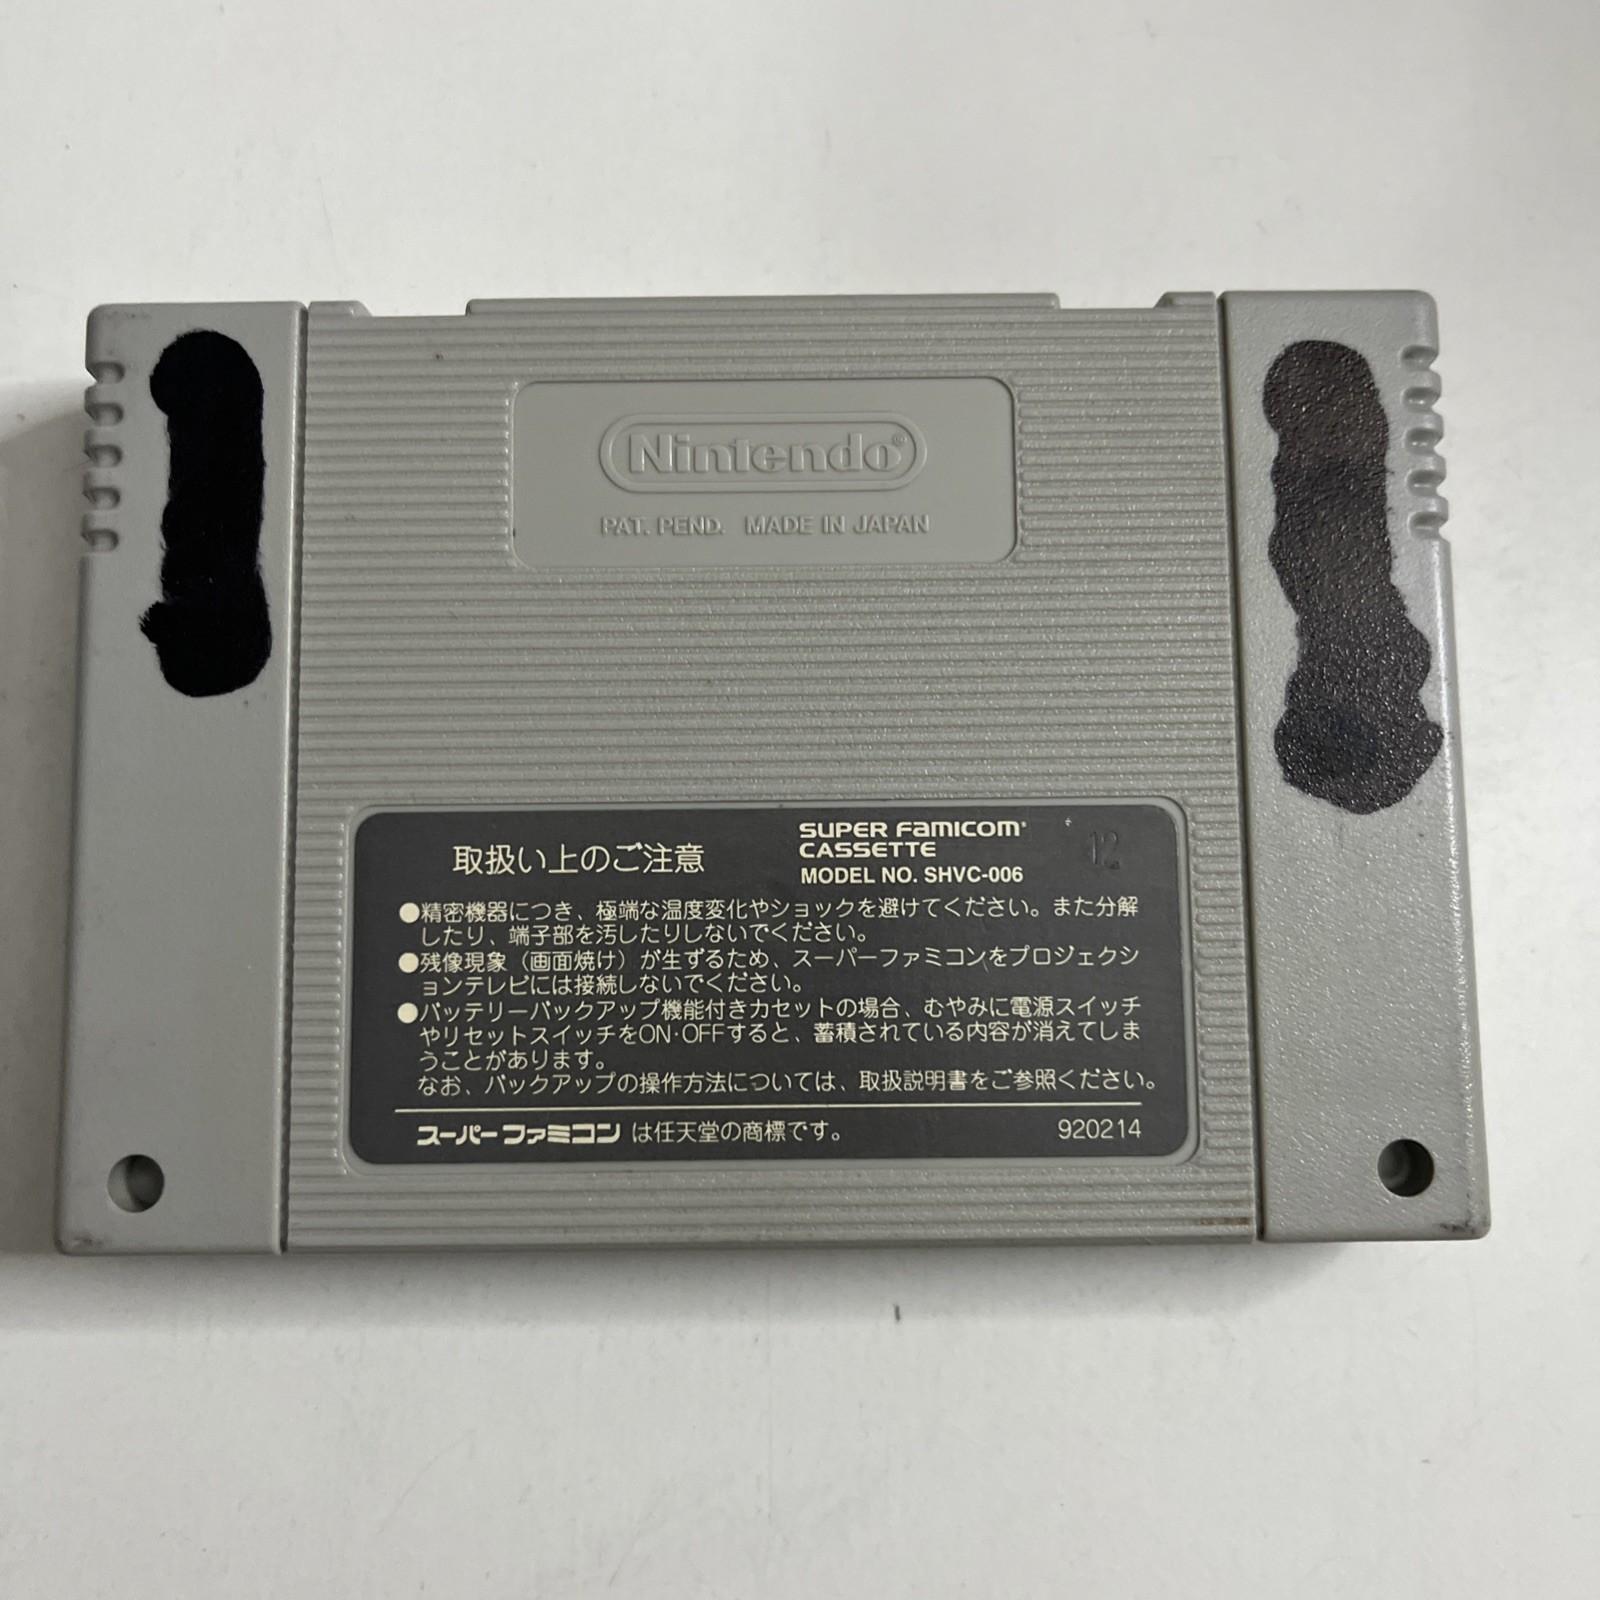 Nintendo®
PAT. PEND. MADE IN JAPAN
取扱い上のご注意
SUPER FAMICOM®
CASSETTE
MODEL NO. SHVC-006
12
●精密機器につき、極端な温度変化やショックを避けてください。また分解
したり、端子部を汚したりしないでください。
●残像現象（画面焼け）が生ずるため、スーパーファミコンをプロジェクシ
ョンテレビには接続しないでください。
●バッテリーバックアップ機能付きカセットの場合、むやみに電源スイッチ
やリセットスイッチをON·OFFすると、蓄積されている内容が消えてしま
うことがあります。
なお、バックアップの操作方法については、取扱説明書をご参照ください。
スーパーファミコン は任天堂の商標です。
920214